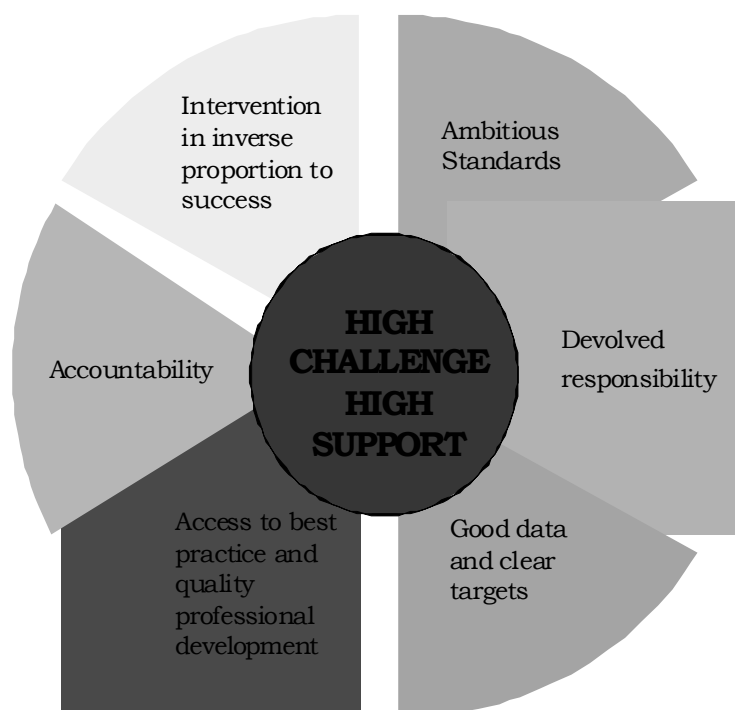 Intervention
in inverse
proportion to
success
Ambitious
Standards
Accountability
HIGH
CHALLENGE
HIGH
SUPPORT
Devolved
responsibility
Access to best
practice and
quality
professional
development
Good data
and clear
targets